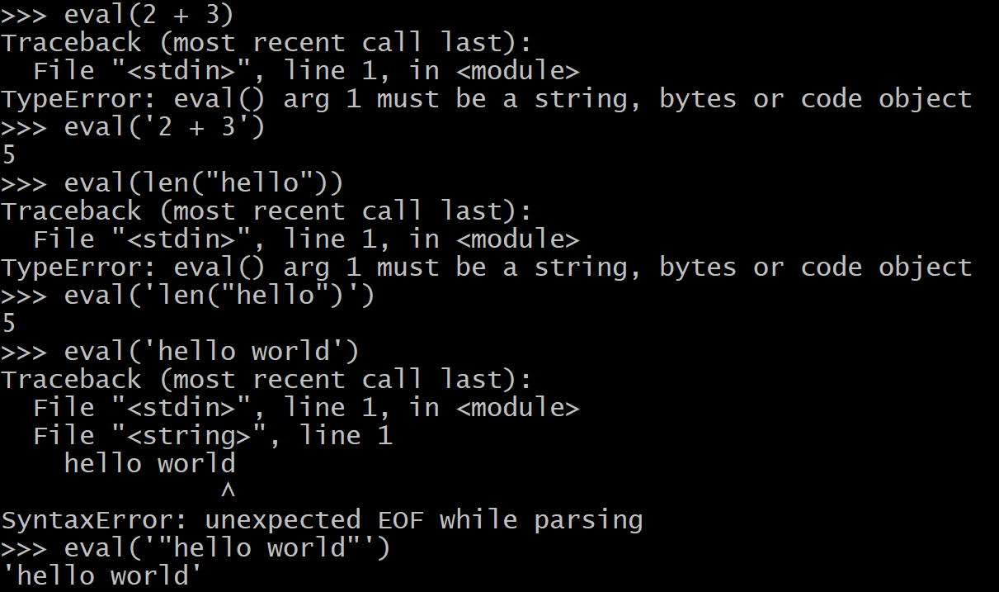 >>> eval(2 + 3)
Traceback (most recent call last):
  File "<stdin>", line 1, in <module>
TypeError: eval() arg 1 must be a string, bytes or code object
>>> eval('2 + 3')
5
>>> eval(len("hello"))
Traceback (most recent call last):
  File "<stdin>", line 1, in <module>
TypeError: eval() arg 1 must be a string, bytes or code object
>>> eval('len("hello")')
5
>>> eval('hello world')
Traceback (most recent call last):
  File "<stdin>", line 1, in <module>
  File "<string>", line 1
    hello world
              ^
SyntaxError: unexpected EOF while parsing
>>> eval('"hello world"')
'hello world'